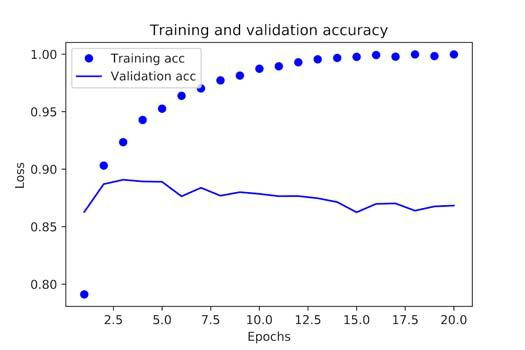 Training and validation accuracy
Training acc
Validation acc
1.00
0.95
0.90
0.85
0.80
Loss
2.5 5.0 7.5 10.0 12.5 15.0 17.5 20.0
Epochs